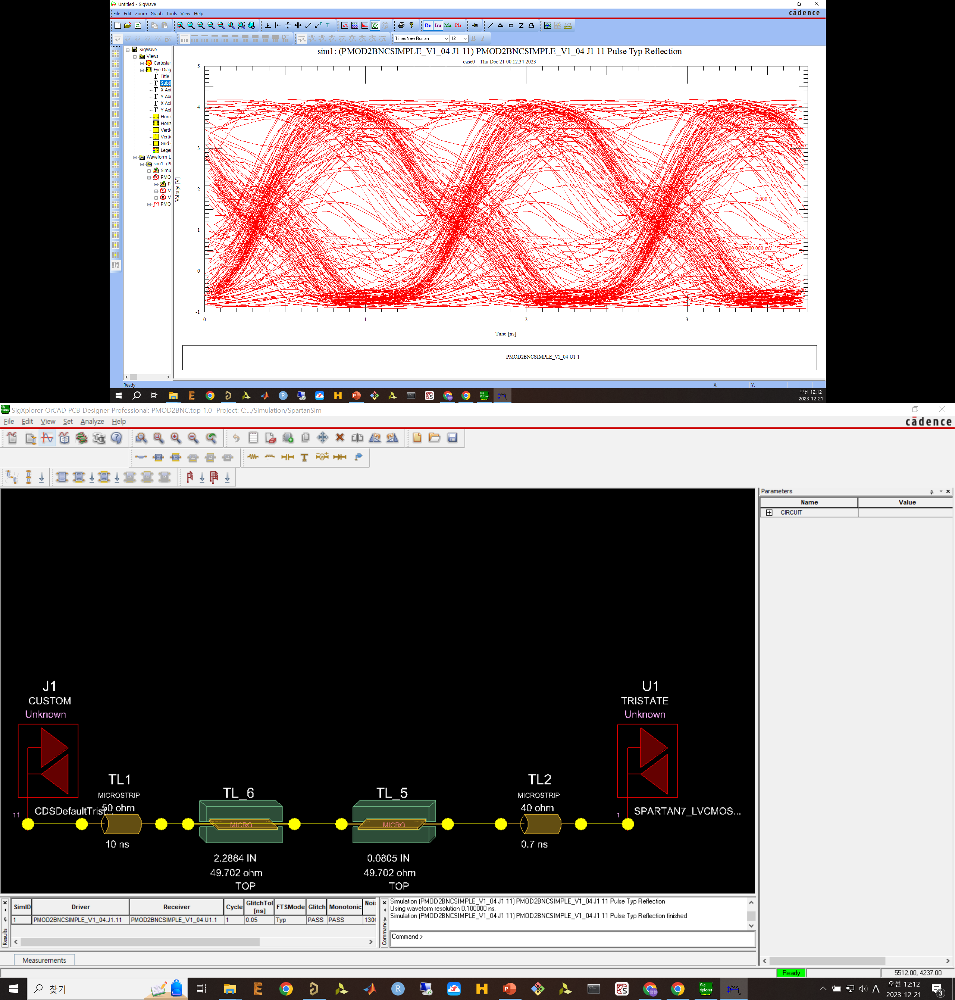 Untitled - SigWave
File Edit Zoom Graph Tools View Help
cādence
Re Im Ma Ph
Times New Roman 12 B I
SigWave
Views
Cartesian
Eye Diag
Title
Subti
X Axi
Y Axi
X Axi
Y Axi
Horiz
Horiz
Vertic
Vertic
Grid
Leger
Waveform L
sim1: (PI
Simu
PMO
Pi
V
V
PMO
sim1: (PMOD2BNCSIMPLE_V1_04 J1 11) PMOD2BNCSIMPLE_V1_04 J1 11 Pulse Typ Reflection
case0 - Thu Dec 21 00:12:34 2023
5
4
3
2
1
0
-1
Voltage [V]
2.000 V
800.000 mV
0 1 2 3
Time [ns]
PMOD2BNCSIMPLE_V1_04 U1 1
Ready X: Y:
오전 12:12
2023-12-21
SigXplorer OrCAD PCB Designer Professional: PMOD2BNC.top 1.0 Project: C:.../Simulation/SpartanSim
File Edit View Set Analyze Help
cādence
Parameters
Name Value
CIRCUIT
J1
CUSTOM
Unknown
U1
TRISTATE
Unknown
TL1
MICROSTRIP
50 ohm
10 ns
TL_6
MICRO
2.2884 IN
49.702 ohm
TOP
TL_5
MICRO
0.0805 IN
49.702 ohm
TOP
TL2
MICROSTRIP
40 ohm
0.7 ns
11
CDSDefaultTrist...
1
SPARTAN7_LVCMOS...
SimID Driver Receiver Cycle GlitchTol [ns] FTSMode Glitch Monotonic Noi
1 PMOD2BNCSIMPLE_V1_04.J1.11 PMOD2BNCSIMPLE_V1_04.U1.1 1 0.05 Typ PASS PASS 130
Results
Measurements
Simulation (PMOD2BNCSIMPLE_V1_04 J1 11) PMOD2BNCSIMPLE_V1_04 J1 11 Pulse Typ Reflection
Using waveform resolution 0.100000 ns.
Simulation (PMOD2BNCSIMPLE_V1_04 J1 11) PMOD2BNCSIMPLE_V1_04 J1 11 Pulse Typ Reflection finished
Command >
Command
Ready 5512.00, 4237.00
찾기
A
오전 12:12
2023-12-21
3